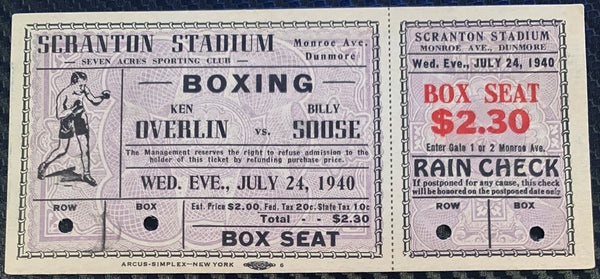 SCRANTON STADIUM
Monroe Ave.
Dunmore
— SEVEN ACRES SPORTING CLUB —
— BOXING —
KEN OVERLIN vs. BILLY SOOSE
The Management reserves the right to refuse admission to the
holder of this ticket by refunding purchase price.
WED. EVE., JULY 24, 1940
ROW
BOX
Est. Price $2.00 Fed. Tax 20c. State Tax 10c
Total - - $2.30
BOX SEAT
ARCUS-SIMPLEX—NEW YORK
6
SCRANTON STADIUM
MONROE AVE., DUNMORE
Wed. Eve., JULY 24, 1940
BOX SEAT
$2.30
Enter Gate 1 or 2 Monroe Ave.
RAIN CHECK
If postponed for any cause, this check
will be honored on the postponed date only
ROW
BOX